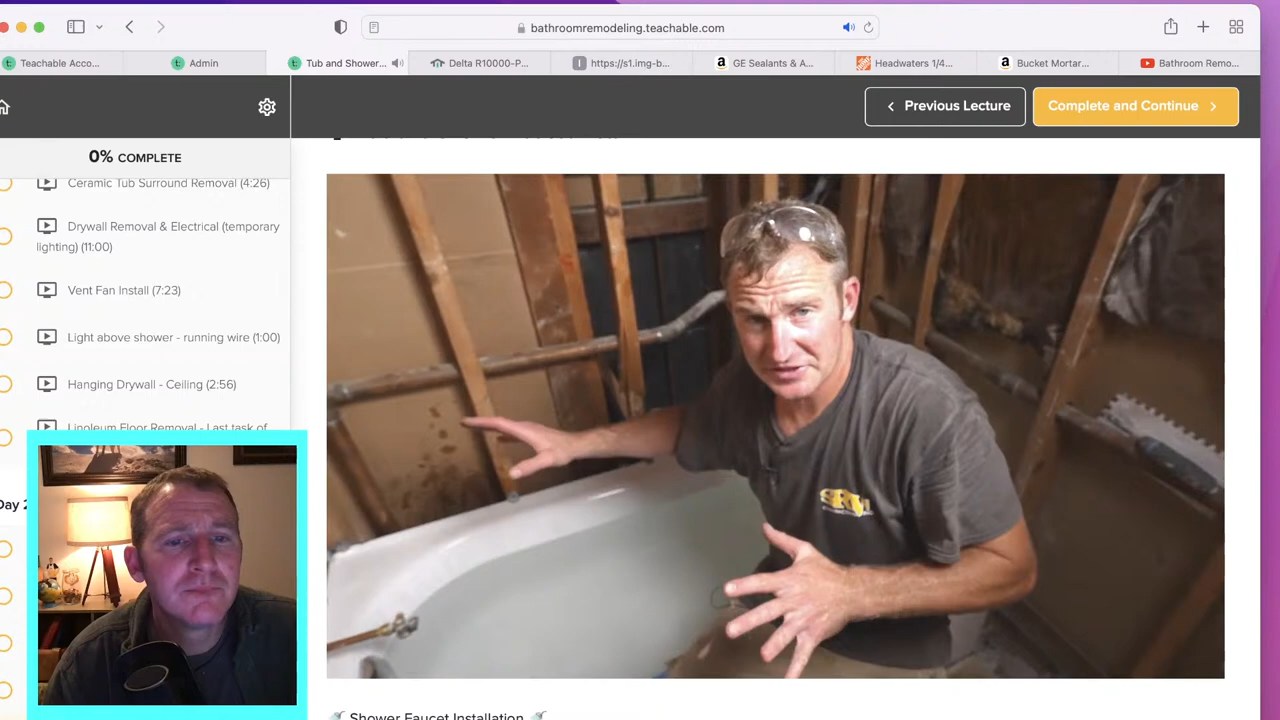 bathroomremodeling.teachable.com
Teachable Acco...
Admin
Tub and Shower...
Delta R10000-P...
https://s1.img-b...
GE Sealants & A...
Headwaters 1/4...
Bucket Mortar...
Bathroom Remo...
Previous Lecture
Complete and Continue
0% COMPLETE
Ceramic Tub Surround Removal (4:26)
Drywall Removal & Electrical (temporary
lighting) (11:00)
Vent Fan Install (7:23)
Light above shower - running wire (1:00)
Hanging Drywall - Ceiling (2:56)
Linoleum Floor Removal - Last task of
Day 2
Shower Faucet Installation